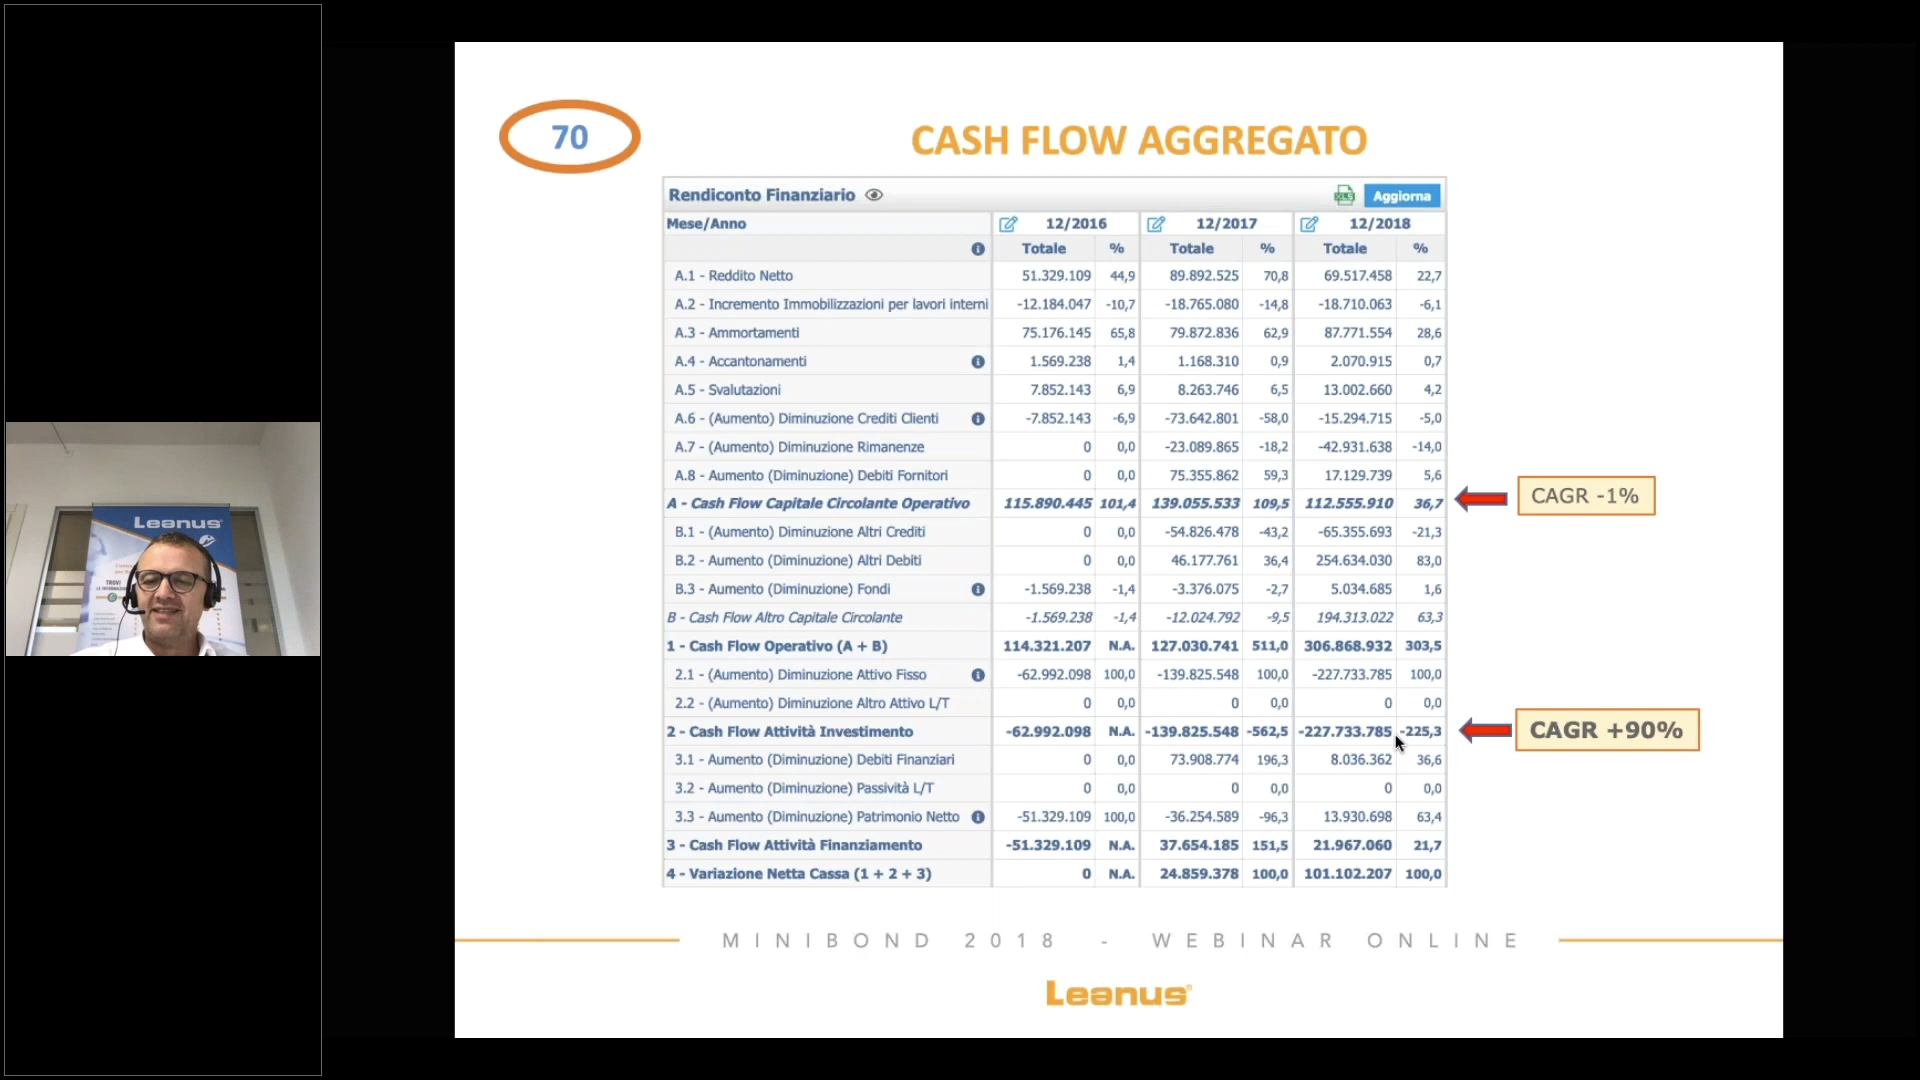 70
CASH FLOW AGGREGATO
Rendiconto Finanziario XLS Aggiorna
Mese/Anno 12/2016 12/2017 12/2018
Totale % Totale % Totale %
A.1 - Reddito Netto 51.329.109 44,9 89.892.525 70,8 69.517.458 22,7
A.2 - Incremento Immobilizzazioni per lavori interni -12.184.047 -10,7 -18.765.080 -14,8 -18.710.063 -6,1
A.3 - Ammortamenti 75.176.145 65,8 79.872.836 62,9 87.771.554 28,6
A.4 - Accantonamenti 1.569.238 1,4 1.168.310 0,9 2.070.915 0,7
A.5 - Svalutazioni 7.852.143 6,9 8.263.746 6,5 13.002.660 4,2
A.6 - (Aumento) Diminuzione Crediti Clienti -7.852.143 -6,9 -73.642.801 -58,0 -15.294.715 -5,0
A.7 - (Aumento) Diminuzione Rimanenze 0 0,0 -23.089.865 -18,2 -42.931.638 -14,0
A.8 - Aumento (Diminuzione) Debiti Fornitori 0 0,0 75.355.862 59,3 17.129.739 5,6
A - Cash Flow Capitale Circolante Operativo 115.890.445 101,4 139.055.533 109,5 112.555.910 36,7
CAGR -1%
B.1 - (Aumento) Diminuzione Altri Crediti 0 0,0 -54.826.478 -43,2 -65.355.693 -21,3
B.2 - Aumento (Diminuzione) Altri Debiti 0 0,0 46.177.761 36,4 254.634.030 83,0
B.3 - Aumento (Diminuzione) Fondi -1.569.238 -1,4 -3.376.075 -2,7 5.034.685 1,6
B - Cash Flow Altro Capitale Circolante -1.569.238 -1,4 -12.024.792 -9,5 194.313.022 63,3
1 - Cash Flow Operativo (A + B) 114.321.207 N.A. 127.030.741 511,0 306.868.932 303,5
2.1 - (Aumento) Diminuzione Attivo Fisso -62.992.098 100,0 -139.825.548 100,0 -227.733.785 100,0
2.2 - (Aumento) Diminuzione Altro Attivo L/T 0 0,0 0 0,0 0 0,0
2 - Cash Flow Attività Investimento -62.992.098 N.A. -139.825.548 -562,5 -227.733.785 -225,3
CAGR +90%
3.1 - Aumento (Diminuzione) Debiti Finanziari 0 0,0 73.908.774 196,3 8.036.362 36,6
3.2 - Aumento (Diminuzione) Passività L/T 0 0,0 0 0,0 0 0,0
3.3 - Aumento (Diminuzione) Patrimonio Netto -51.329.109 100,0 -36.254.589 -96,3 13.930.698 63,4
3 - Cash Flow Attività Finanziamento -51.329.109 N.A. 37.654.185 151,5 21.967.060 21,7
4 - Variazione Netta Cassa (1 + 2 + 3) 0 N.A. 24.859.378 100,0 101.102.207 100,0
MINIBOND 2018 - WEBINAR ONLINE
Leanus®
Leanus
TROVI